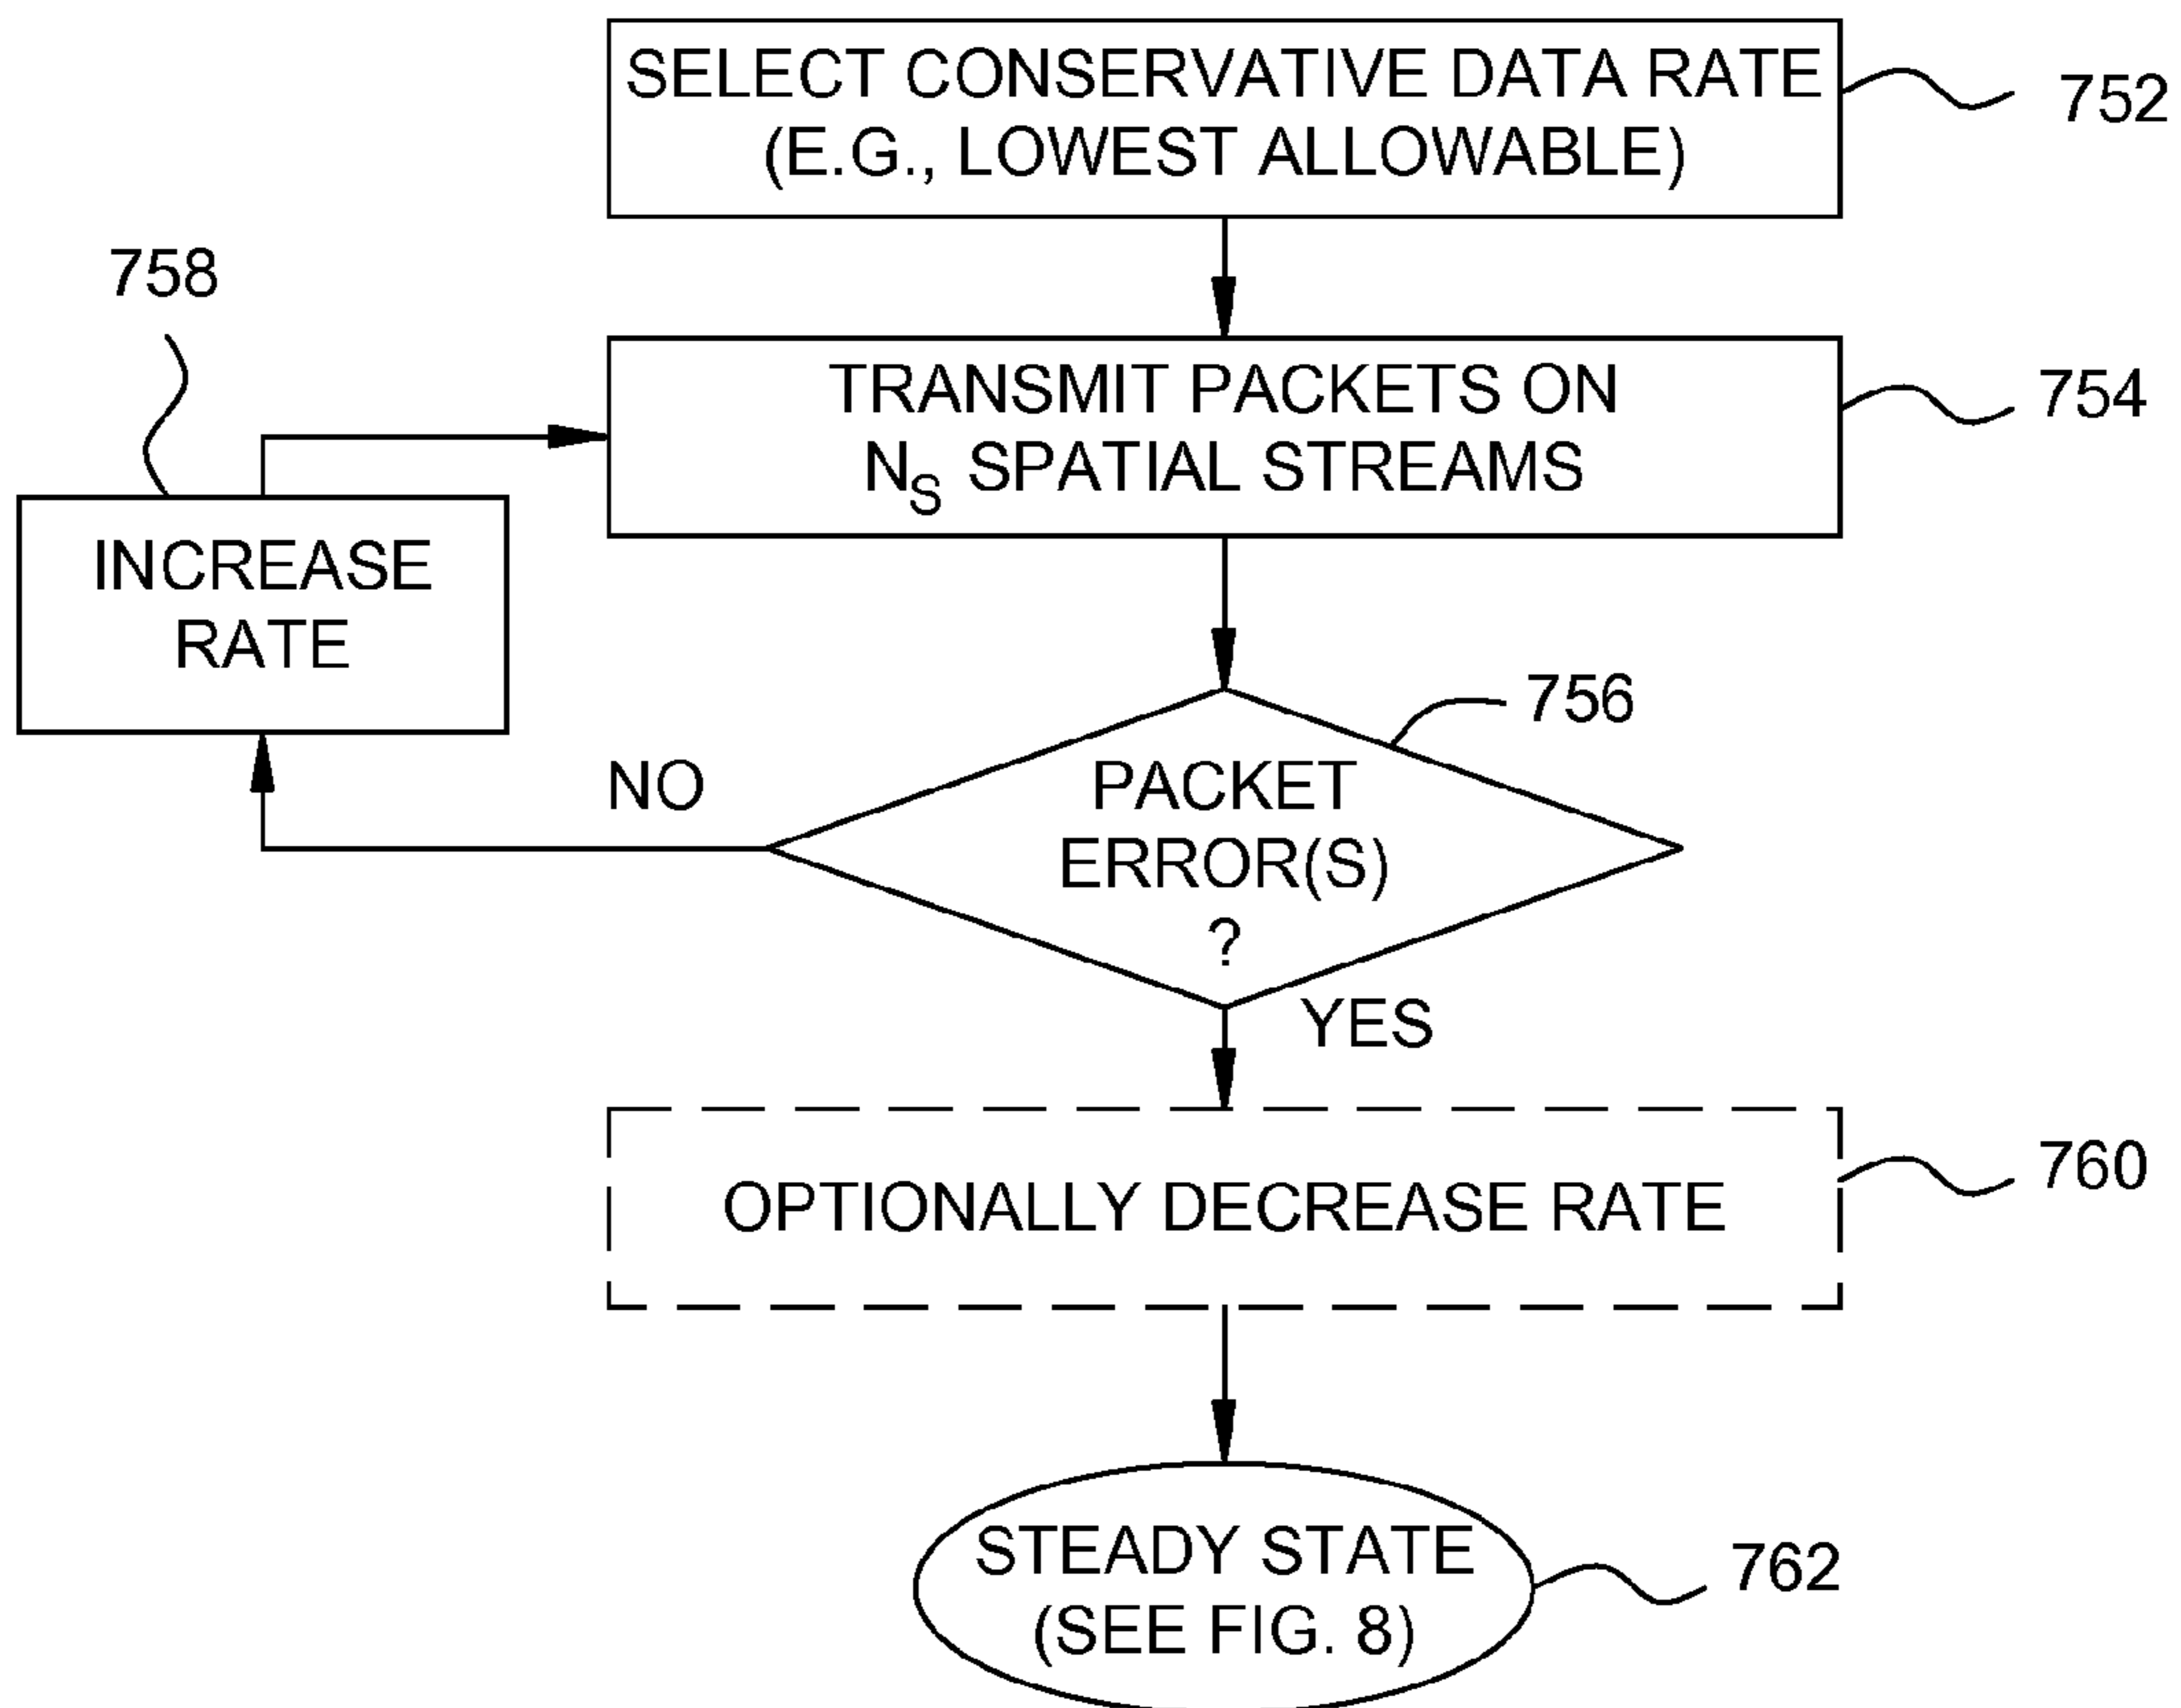 SELECT CONSERVATIVE DATA RATE
(E.G., LOWEST ALLOWABLE)
752
758
TRANSMIT PACKETS ON
NS SPATIAL STREAMS
754
INCREASE
RATE
756
NO
PACKET
ERROR(S)
?
YES
OPTIONALLY DECREASE RATE
760
STEADY STATE
(SEE FIG. 8)
762